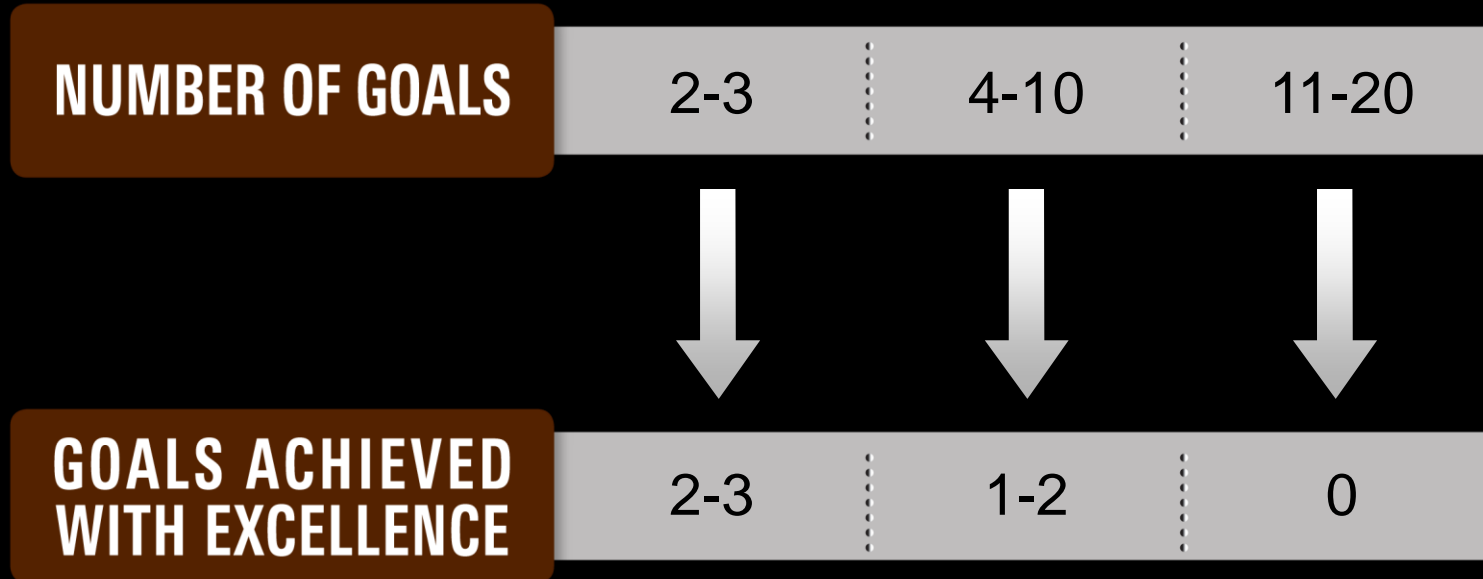 NUMBER OF GOALS
2-3
4-10
11-20
GOALS ACHIEVED
WITH EXCELLENCE
2-3
1-2
0